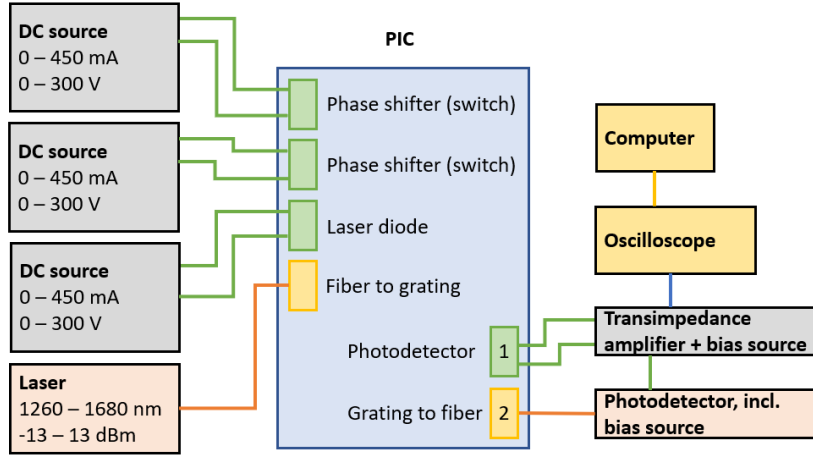 DC source
0 – 450 mA
0 – 300 V
DC source
0 – 450 mA
0 – 300 V
DC source
0 – 450 mA
0 – 300 V
Laser
1260 – 1680 nm
-13 – 13 dBm
PIC
Phase shifter (switch)
Phase shifter (switch)
Laser diode
Fiber to grating
Photodetector
1
Grating to fiber
2
Computer
Oscilloscope
Transimpedance
amplifier + bias source
Photodetector, incl.
bias source